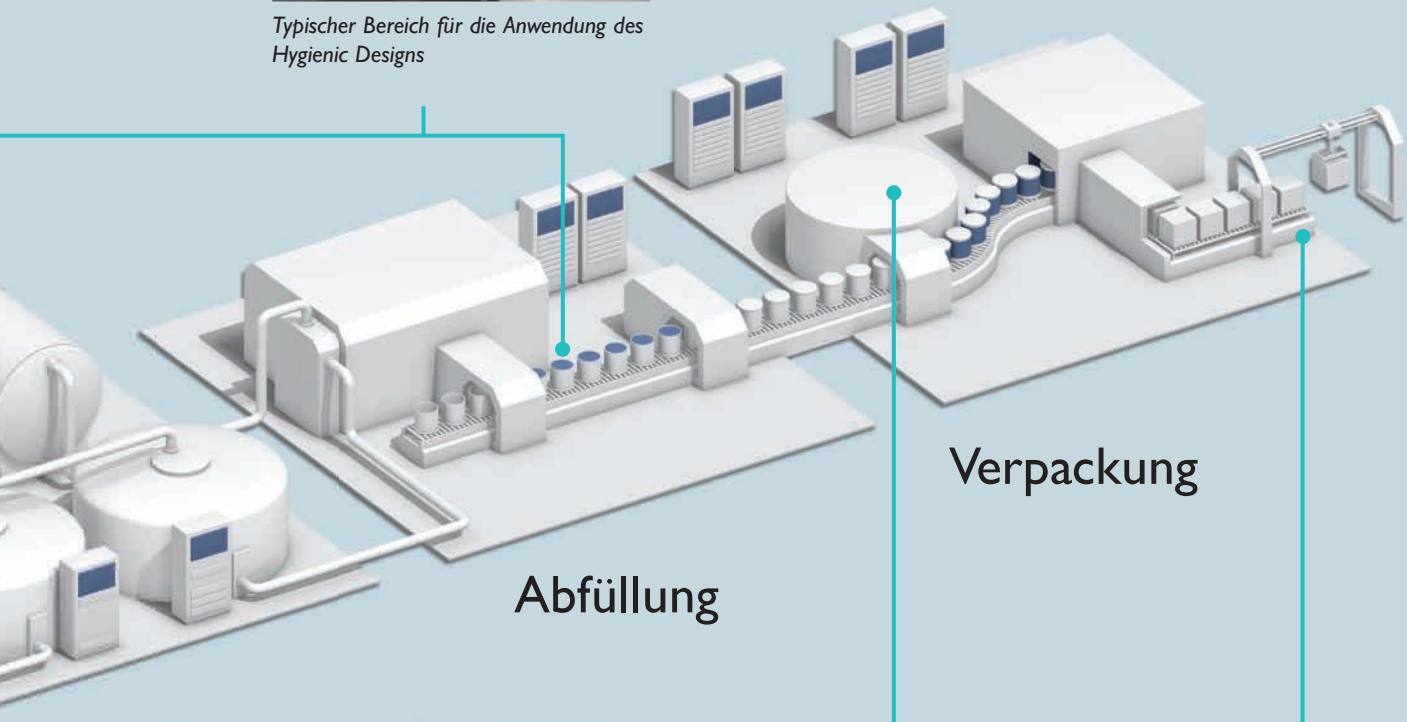 Typischer Bereich für die Anwendung des
Hygienic Designs
Verpackung
Abfüllung